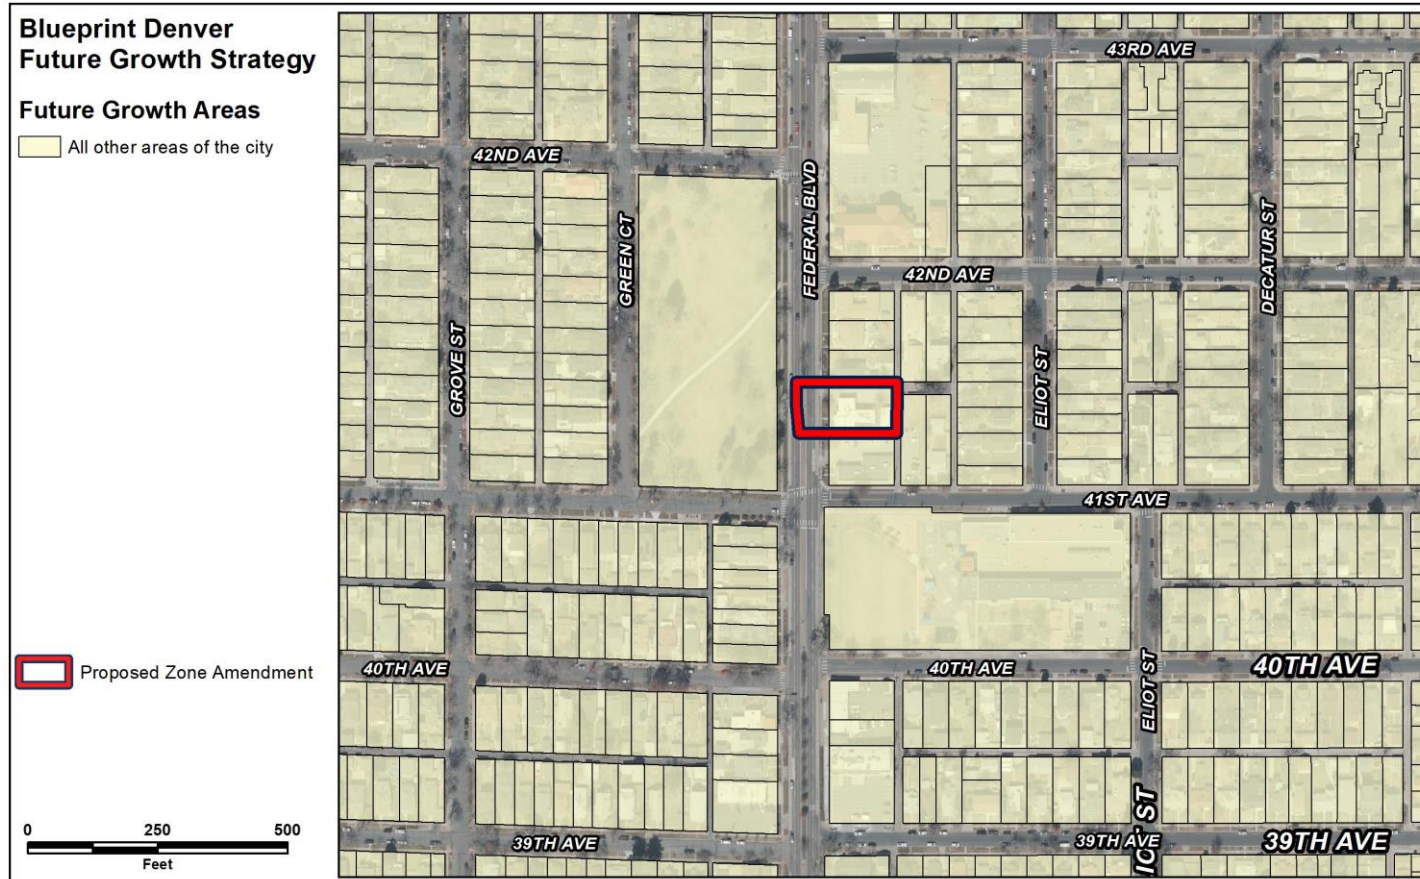 Blueprint Denver
Future Growth Strategy
Future Growth Areas
All other areas of the city
Proposed Zone Amendment
0 250 500
Feet
43RD AVE
42ND AVE
FEDERAL BLVD
GREEN CT
DECATUR ST
42ND AVE
GROVE ST
ELIOT ST
41ST AVE
40TH AVE
40TH AVE
ELIOT ST
40TH AVE
39TH AVE
39TH AVE
39TH AVE